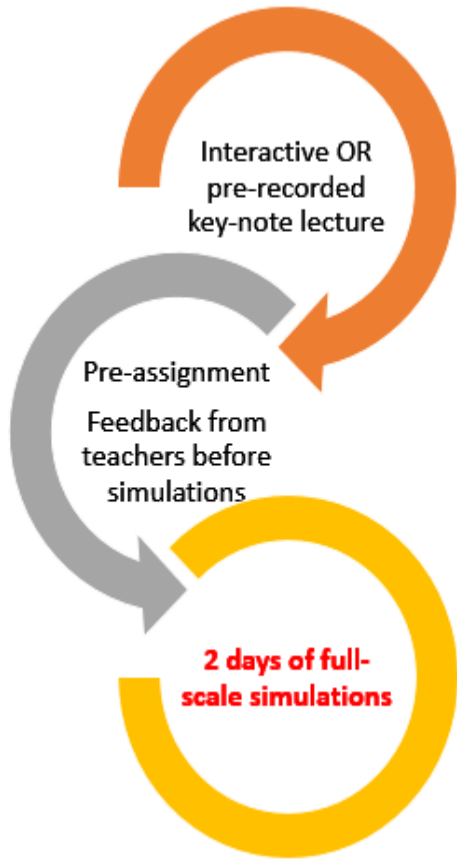 Interactive OR
pre-recorded
key-note lecture
Pre-assignment
Feedback from
teachers before
simulations
2 days of full-
scale simulations